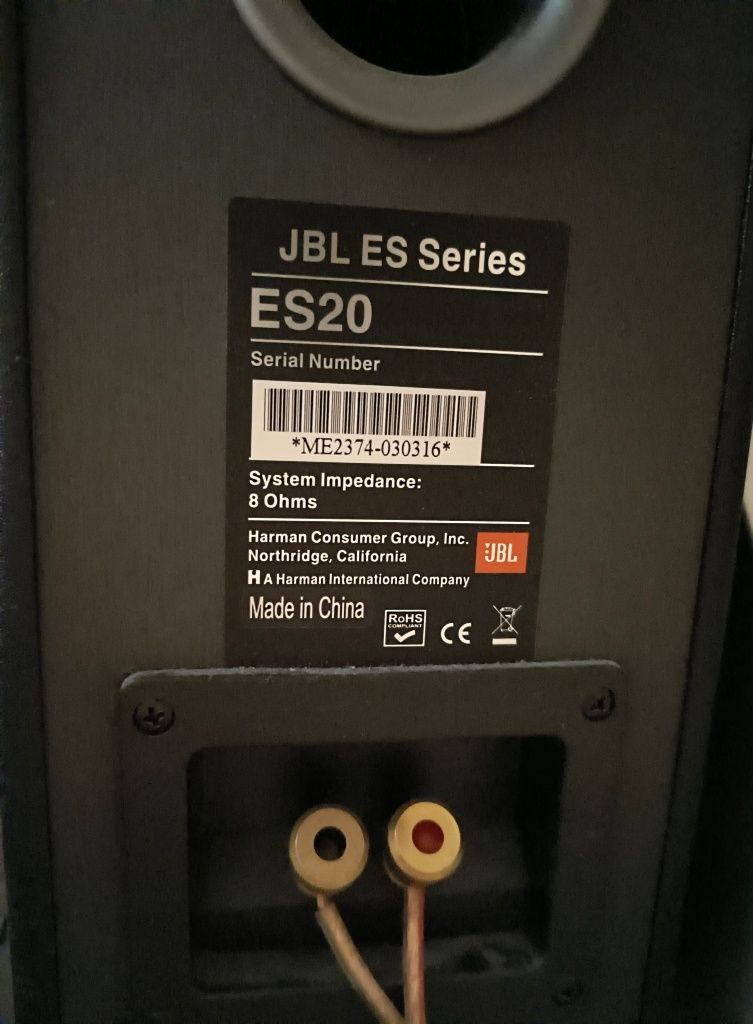 JBL ES Series
ES20
Serial Number
*ME2374-030316*
System Impedance:
8 Ohms
Harman Consumer Group, Inc.
Northridge, California
JBL
H A Harman International Company
Made in China
RoHS
COMPLIANT
CE